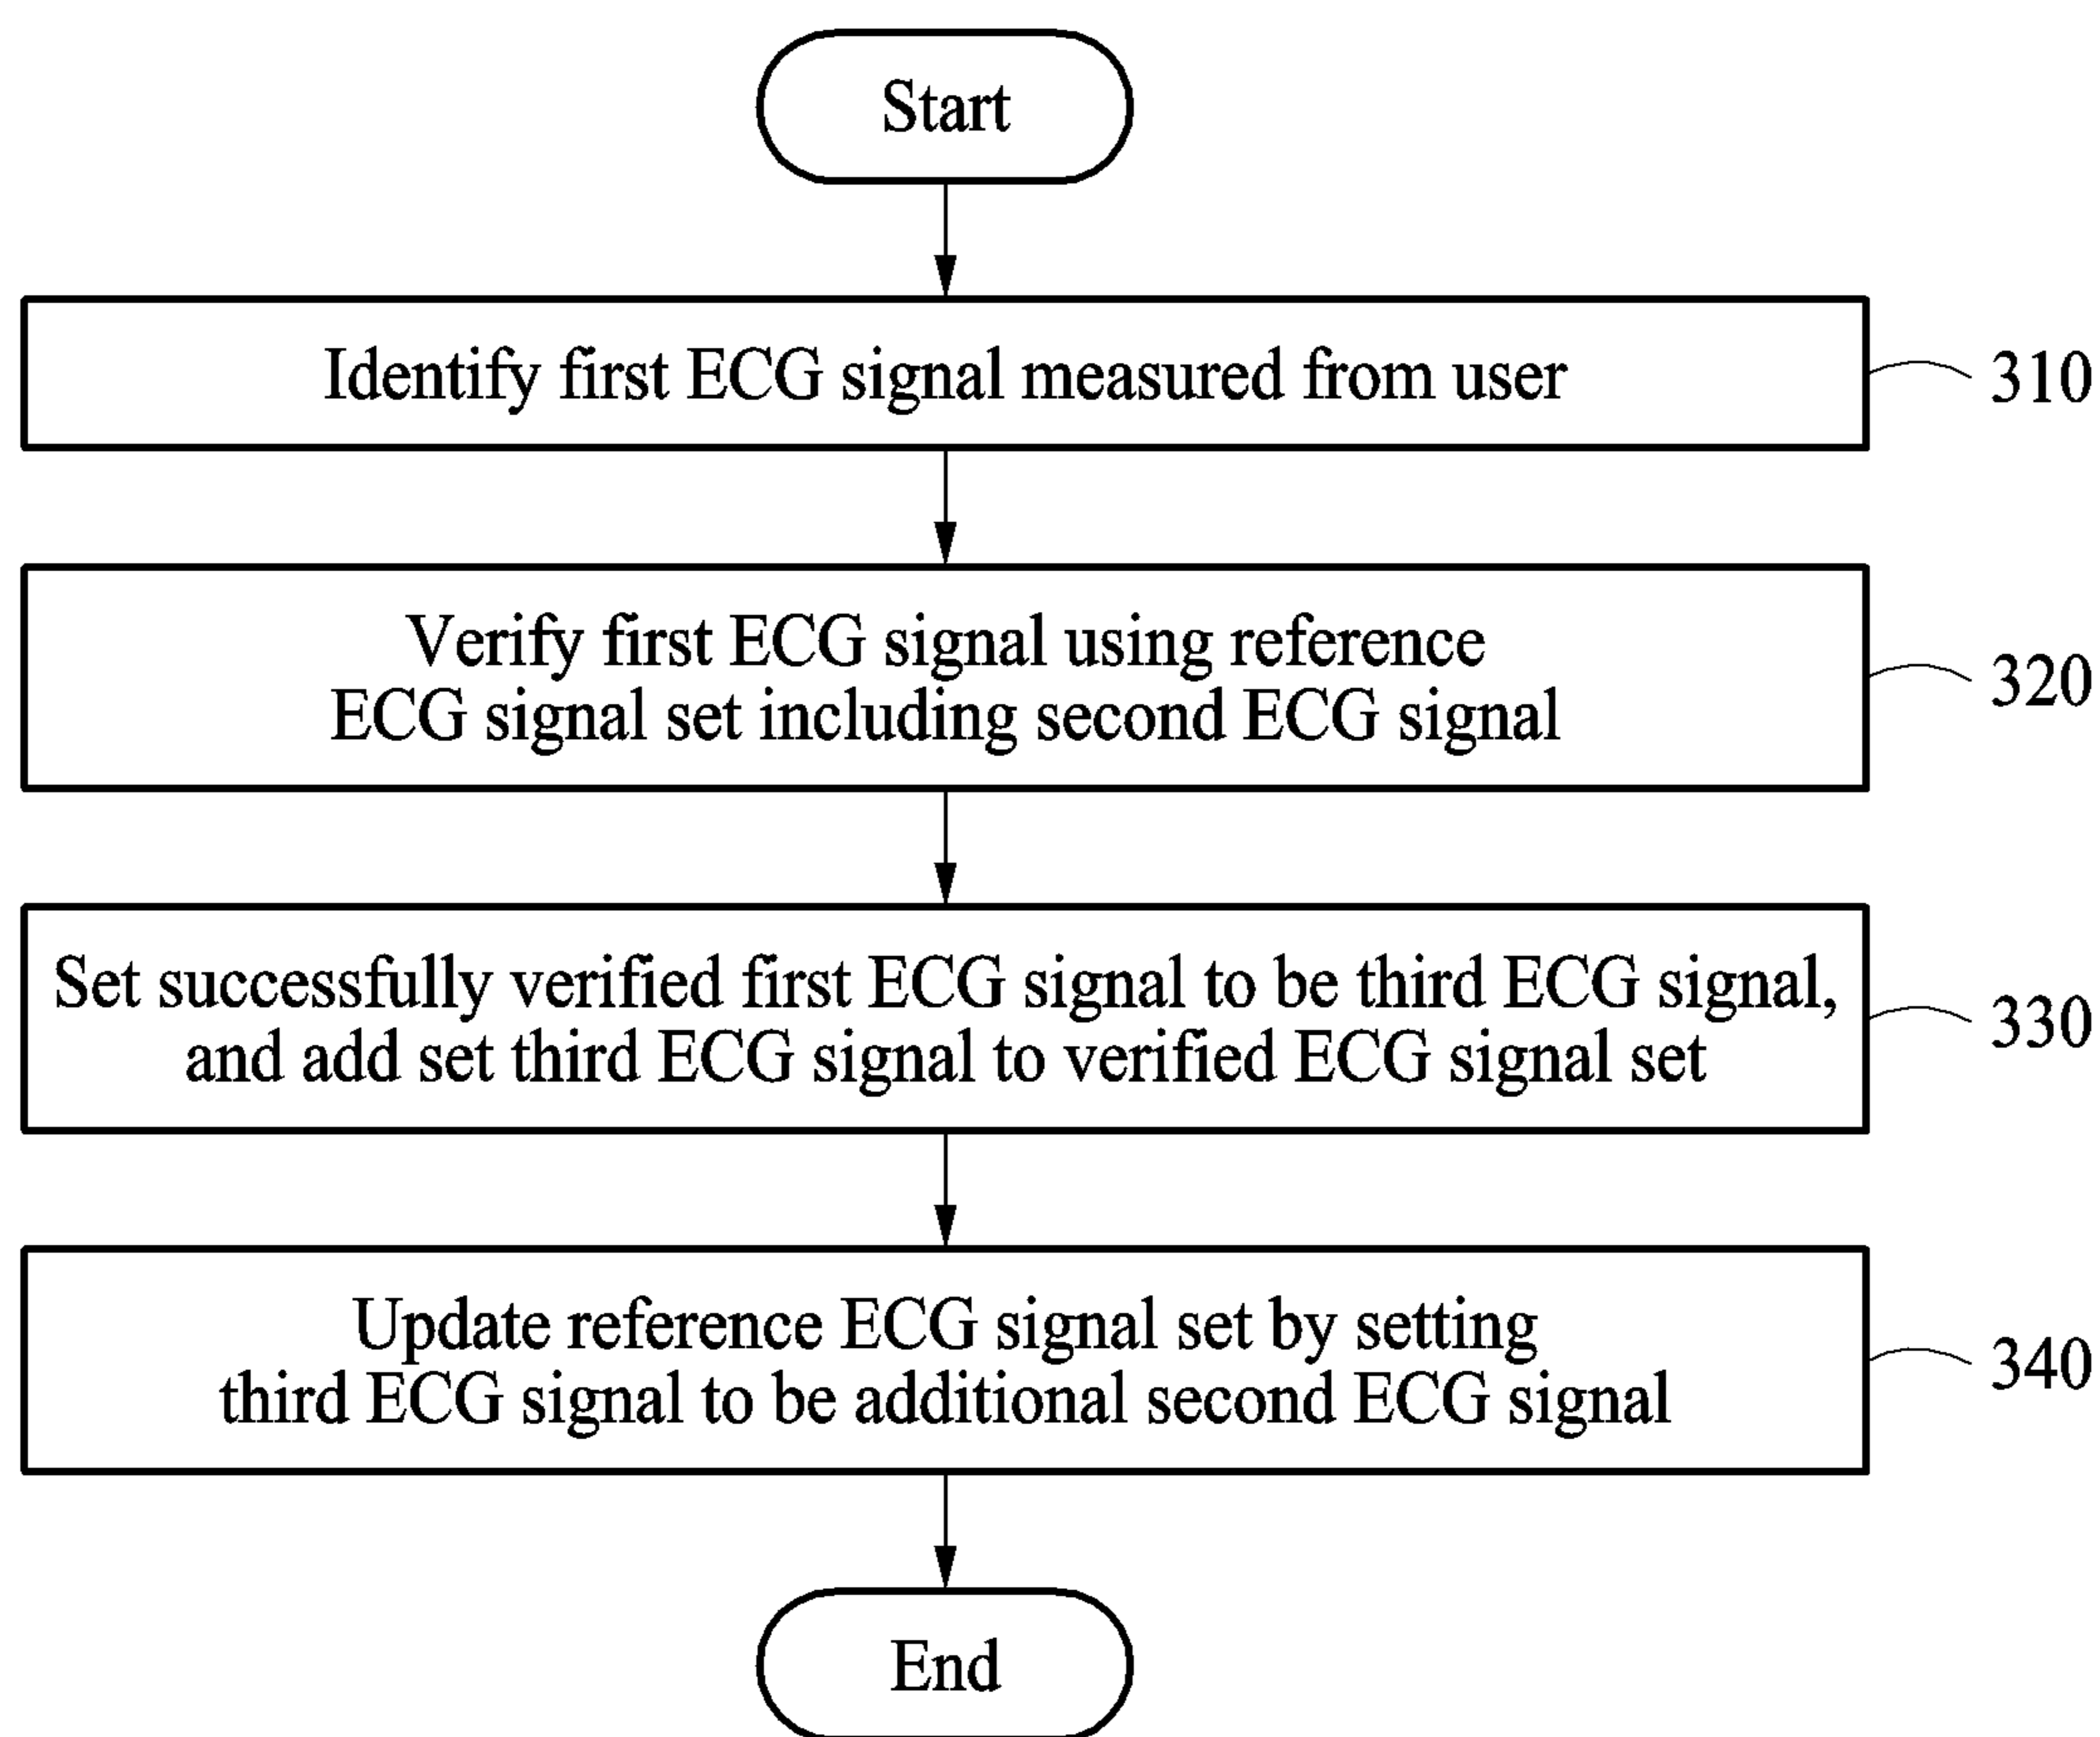 Start
Identify first ECG signal measured from user
310
Verify first ECG signal using reference
ECG signal set including second ECG signal
320
Set successfully verified first ECG signal to be third ECG signal,
and add set third ECG signal to verified ECG signal set
330
Update reference ECG signal set by setting
third ECG signal to be additional second ECG signal
340
End